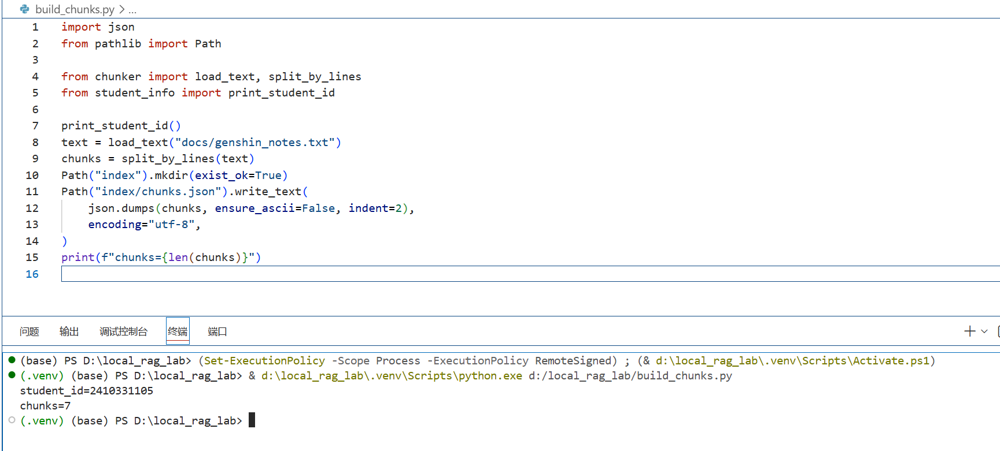 build_chunks.py > ...
1 import json
2 from pathlib import Path
3
4 from chunker import load_text, split_by_lines
5 from student_info import print_student_id
6
7 print_student_id()
8 text = load_text("docs/genshin_notes.txt")
9 chunks = split_by_lines(text)
10 Path("index").mkdir(exist_ok=True)
11 Path("index/chunks.json").write_text(
12     json.dumps(chunks, ensure_ascii=False, indent=2),
13     encoding="utf-8",
14 )
15 print(f"chunks={len(chunks)}")
16
问题 输出 调试控制台 终端 端口
(base) PS D:\local_rag_lab> (Set-ExecutionPolicy -Scope Process -ExecutionPolicy RemoteSigned) ; (& d:\local_rag_lab\.venv\Scripts\Activate.ps1)
(.venv) (base) PS D:\local_rag_lab> & d:\local_rag_lab\.venv\Scripts\python.exe d:/local_rag_lab/build_chunks.py
student_id=2410331105
chunks=7
(.venv) (base) PS D:\local_rag_lab>